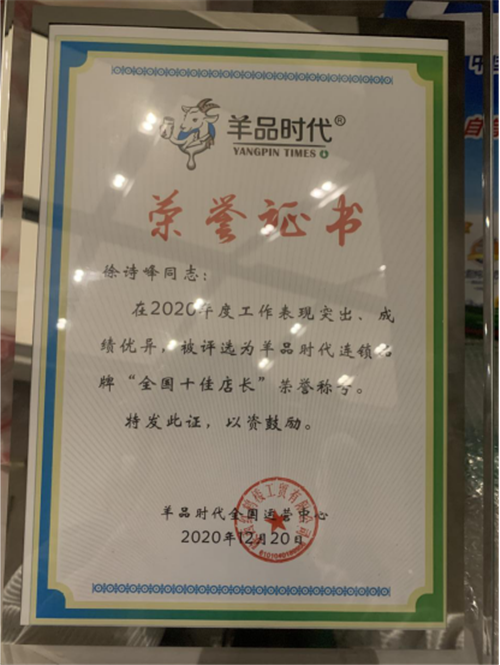 羊品时代®
YANGPIN TIMES
荣誉证书
徐诗峰同志：
在2020年度工作表现突出、成
绩优异，被评选为羊品时代连锁品
牌“全国十佳店长”荣誉称号。
特发此证，以资鼓励。
羊品时代全国运营中心
2020年12月20日